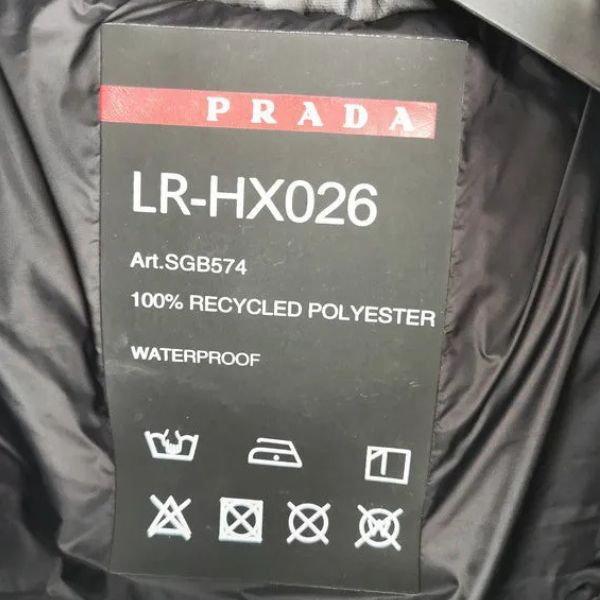 PRADA
LR-HX026
Art.SGB574
100% RECYCLED POLYESTER
WATERPROOF